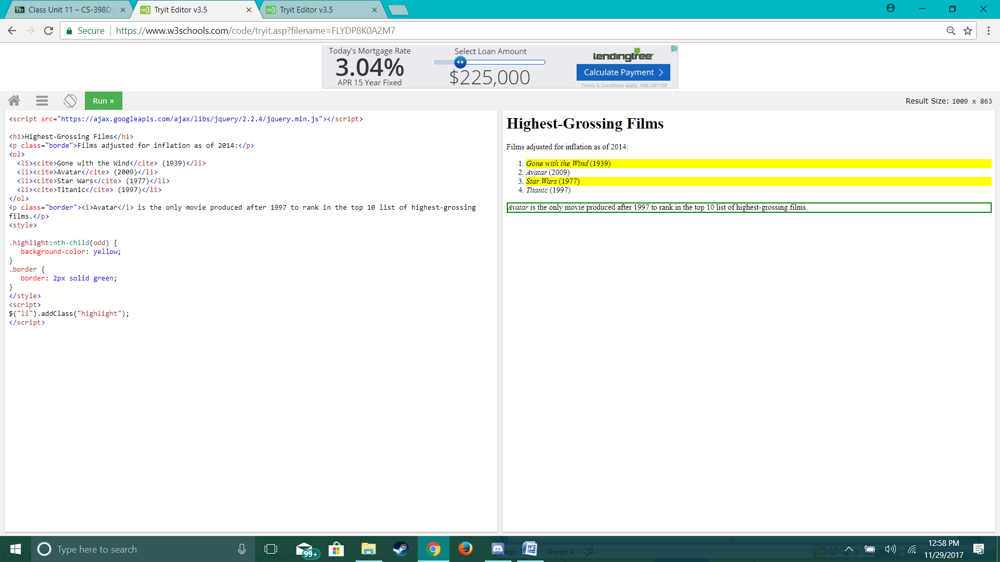 Bb Class Unit 11 – CS-398D-
Tryit Editor v3.5
Tryit Editor v3.5
Secure https://www.w3schools.com/code/tryit.asp?filename=FLYDP8K0A2M7
Today's Mortgage Rate
3.04%
APR 15 Year Fixed
Select Loan Amount
$225,000
lendingtree
Calculate Payment
Terms & Conditions apply. NMLS#1136
Run »
Result Size: 1009 x 863
<script src="https://ajax.googleapis.com/ajax/libs/jquery/2.2.4/jquery.min.js"></script>
<h1>Highest-Grossing Films</h1>
<p class="borde">Films adjusted for inflation as of 2014:</p>
<ol>
<li><cite>Gone with the Wind</cite> (1939)</li>
<li><cite>Avatar</cite> (2009)</li>
<li><cite>Star Wars</cite> (1977)</li>
<li><cite>Titanic</cite> (1997)</li>
</ol>
<p class="border"><i>Avatar</i> is the only movie produced after 1997 to rank in the top 10 list of highest-grossing
films.</p>
<style>
.highlight:nth-child(odd) {
background-color: yellow;
}
.border {
border: 2px solid green;
}
</style>
<script>
$("li").addClass("highlight");
</script>
Highest-Grossing Films
Films adjusted for inflation as of 2014:
1. Gone with the Wind (1939)
2. Avatar (2009)
3. Star Wars (1977)
4. Titanic (1997)
Avatar is the only movie produced after 1997 to rank in the top 10 list of highest-grossing films.
Type here to search
99+
Words: 4
12:58 PM
11/29/2017